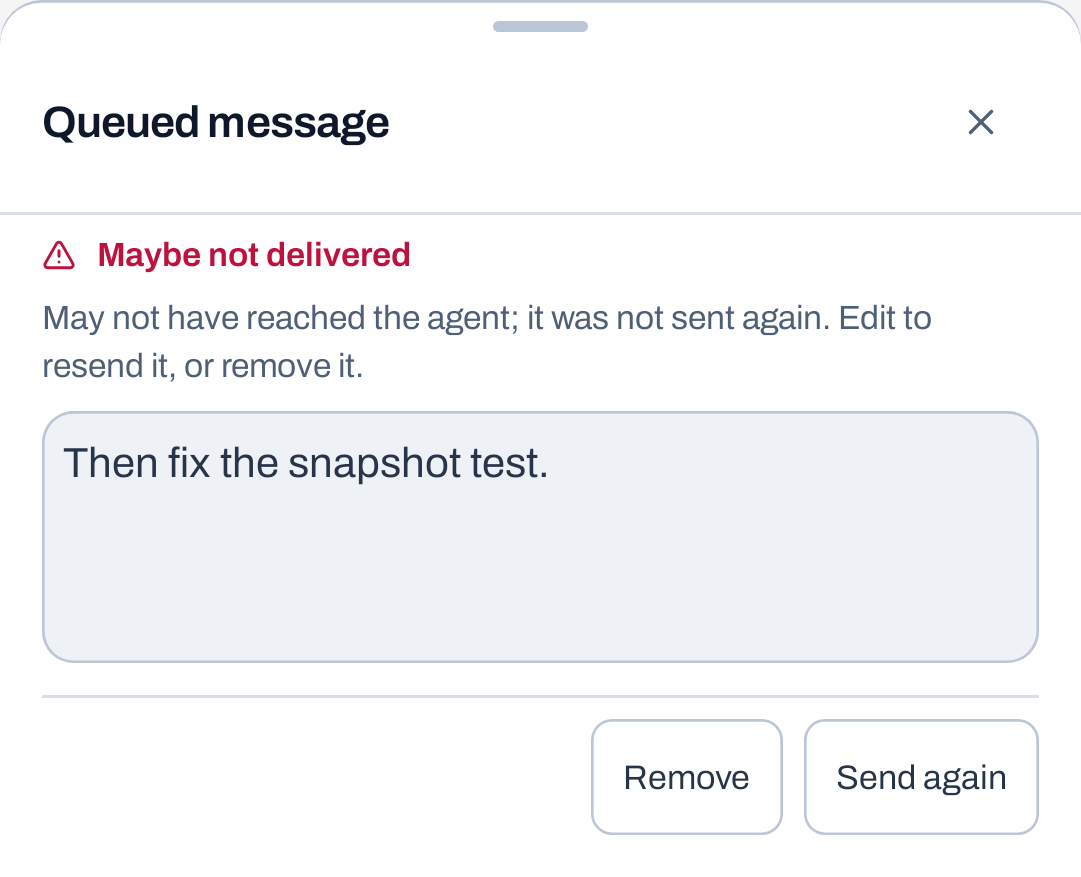 Queued message
Maybe not delivered
May not have reached the agent; it was not sent again. Edit to
resend it, or remove it.
Then fix the snapshot test.
Remove
Send again